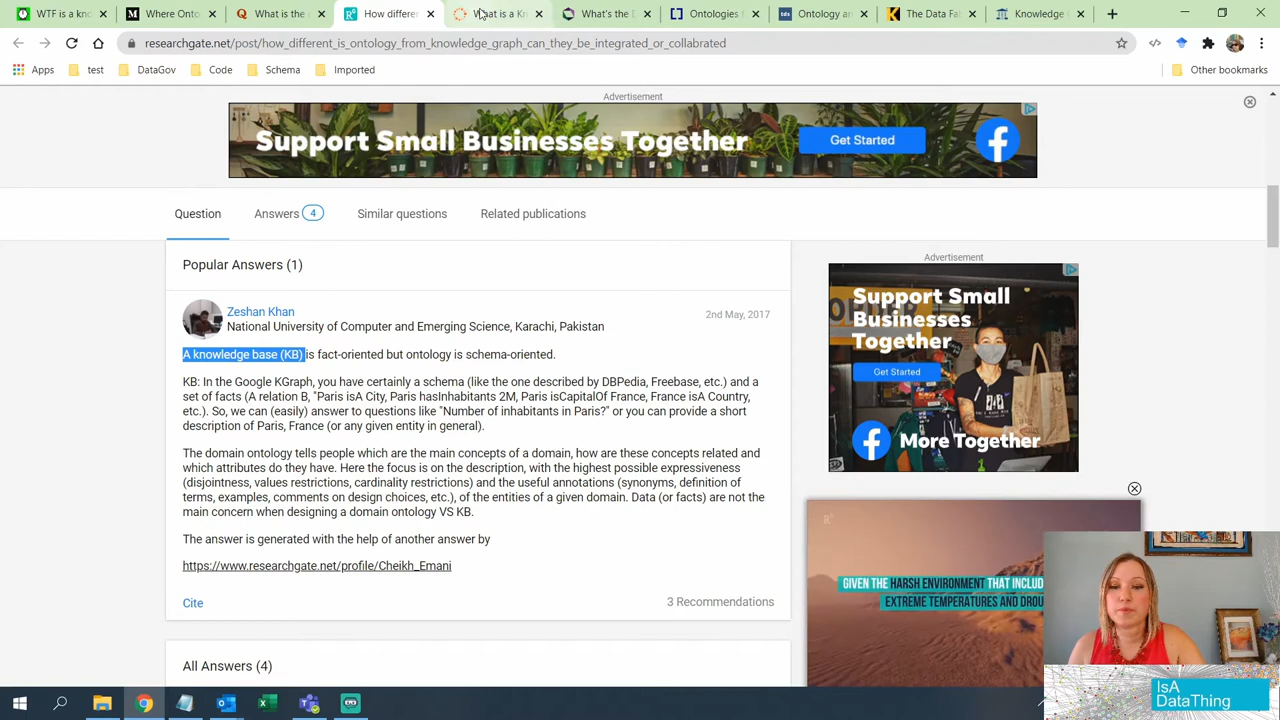 WTF is a kno
Where Onto
What is the
How differen
What is a Kn
What's the D
Ontologies
Ontology an
The Data Fab
Knowledge
researchgate.net/post/how_different_is_ontology_from_knowledge_graph_can_they_be_integrated_or_collabrated
Apps
test
DataGov
Code
Schema
Imported
Other bookmarks
Advertisement
Support Small Businesses Together
Get Started
Question
Answers 4
Similar questions
Related publications
Popular Answers (1)
Zeshan Khan
2nd May, 2017
National University of Computer and Emerging Science, Karachi, Pakistan
A knowledge base (KB) is fact-oriented but ontology is schema-oriented.
KB: In the Google KGraph, you have certainly a schema (like the one described by DBPedia, Freebase, etc.) and a
set of facts (A relation B, "Paris isA City, Paris hasInhabitants 2M, Paris isCapitalOf France, France isA Country,
etc.). So, we can (easily) answer to questions like "Number of inhabitants in Paris?" or you can provide a short
description of Paris, France (or any given entity in general).
The domain ontology tells people which are the main concepts of a domain, how are these concepts related and
which attributes do they have. Here the focus is on the description, with the highest possible expressiveness
(disjointness, values restrictions, cardinality restrictions) and the useful annotations (synonyms, definition of
terms, examples, comments on design choices, etc.), of the entities of a given domain. Data (or facts) are not the
main concern when designing a domain ontology VS KB.
The answer is generated with the help of another answer by
https://www.researchgate.net/profile/Cheikh_Emani
Cite
3 Recommendations
All Answers (4)
Advertisement
Support Small
Businesses
Together
Get Started
More Together
GIVEN THE HARSH ENVIRONMENT THAT INCLUD
EXTREME TEMPERATURES AND DROU
IsA
DataThing